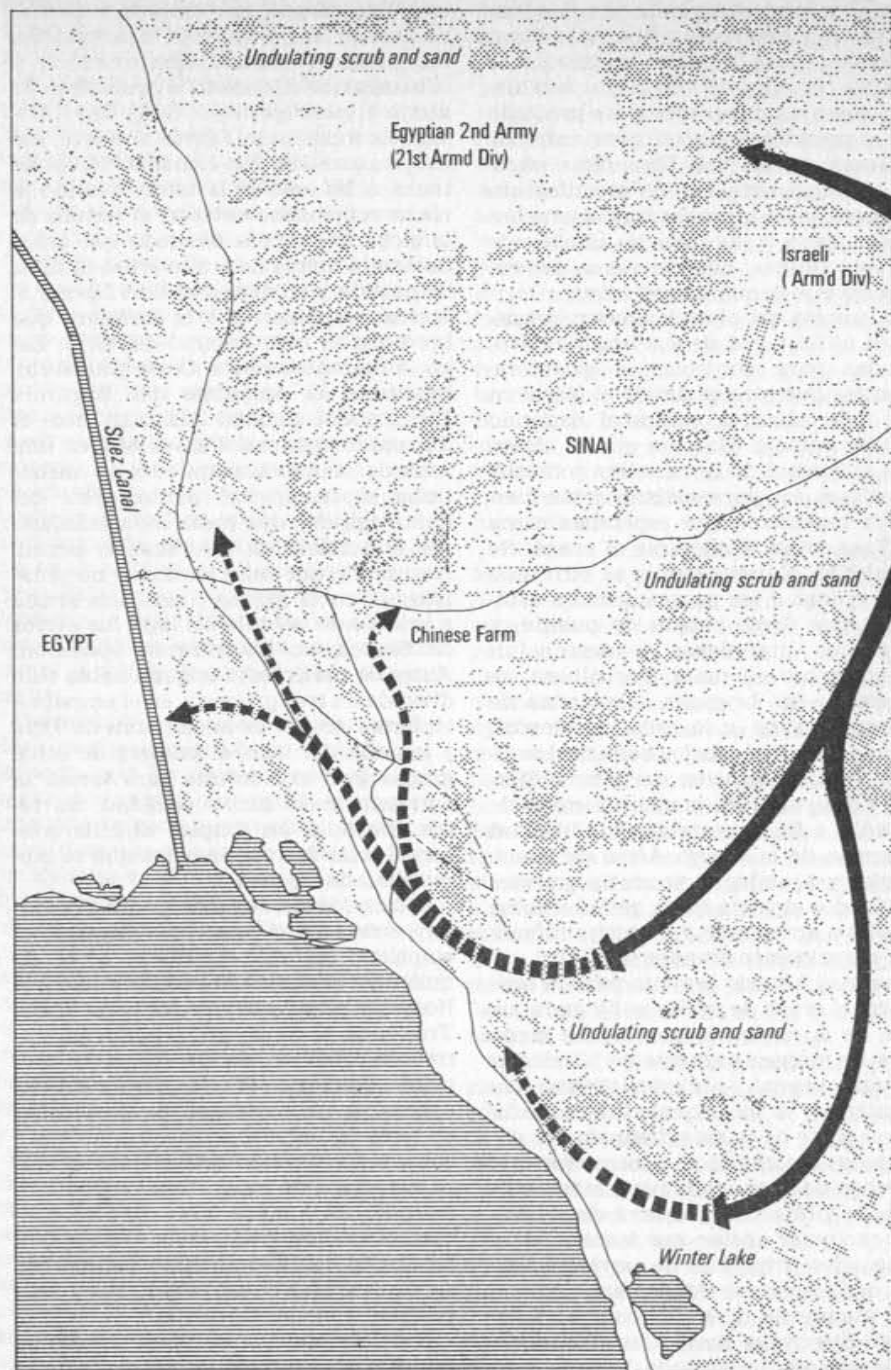 Undulating scrub and sand
Egyptian 2nd Army
(21st Armd Div)
Israeli
( Arm'd Div)
Suez Canal
SINAI
Undulating scrub and sand
EGYPT
Chinese Farm
Undulating scrub and sand
Winter Lake